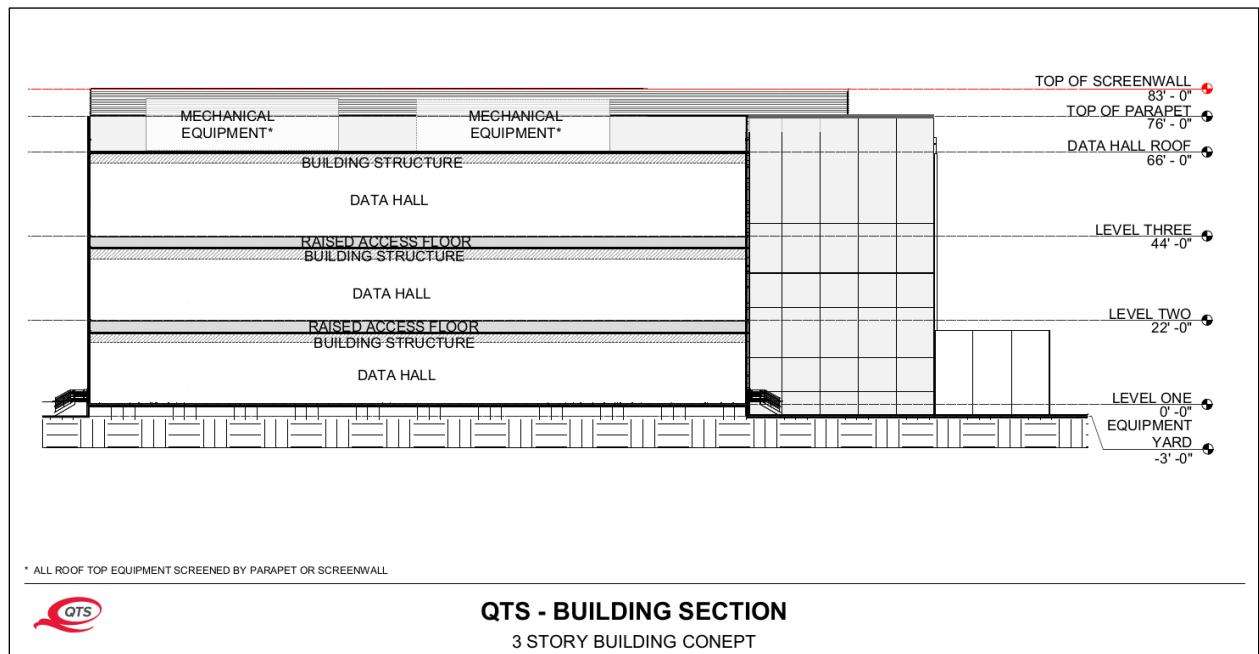 TOP OF SCREENWALL
83' - 0"
MECHANICAL
EQUIPMENT*
MECHANICAL
EQUIPMENT*
TOP OF PARAPET
76' - 0"
DATA HALL ROOF
66' - 0"
BUILDING STRUCTURE
DATA HALL
LEVEL THREE
44' -0"
RAISED ACCESS FLOOR
BUILDING STRUCTURE
DATA HALL
LEVEL TWO
22' -0"
RAISED ACCESS FLOOR
BUILDING STRUCTURE
DATA HALL
LEVEL ONE
0' -0"
EQUIPMENT
YARD
-3' -0"
* ALL ROOF TOP EQUIPMENT SCREENED BY PARAPET OR SCREENWALL
QTS
QTS - BUILDING SECTION
3 STORY BUILDING CONEPT